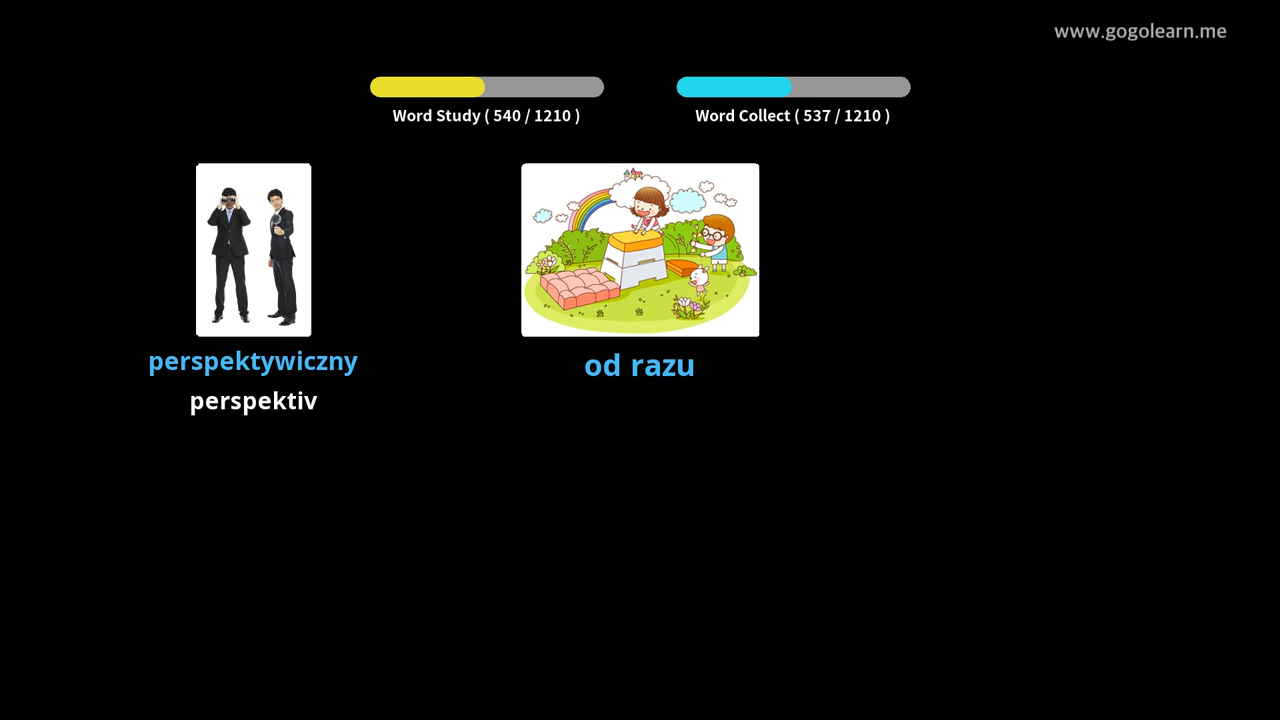 www.gogolearn.me
Word Study ( 540 / 1210 )
Word Collect ( 537 / 1210 )
perspektywiczny
perspektiv
od razu